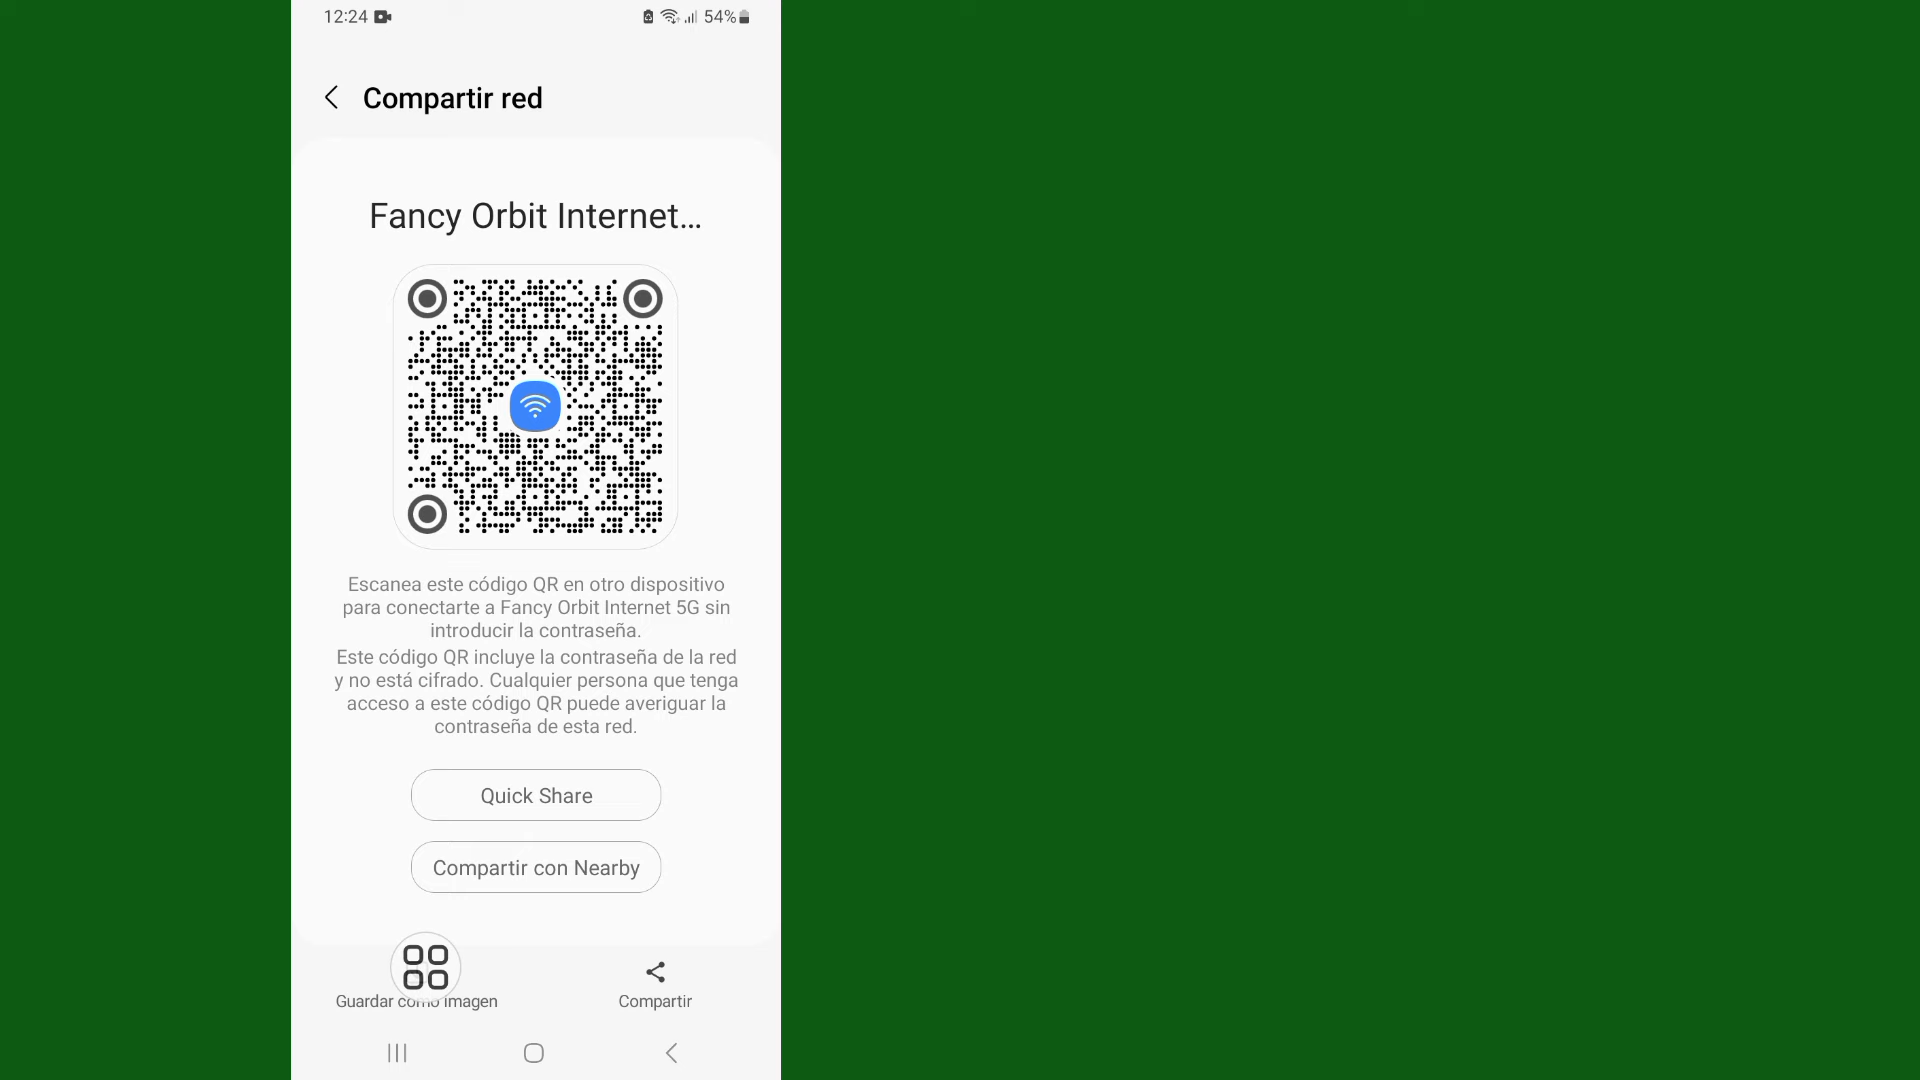 12:24
54%
Compartir red
Fancy Orbit Internet...
Escanea este código QR en otro dispositivo
para conectarte a Fancy Orbit Internet 5G sin
introducir la contraseña.
Este código QR incluye la contraseña de la red
y no está cifrado. Cualquier persona que tenga
acceso a este código QR puede averiguar la
contraseña de esta red.
Quick Share
Compartir con Nearby
Guardar como imagen
Compartir